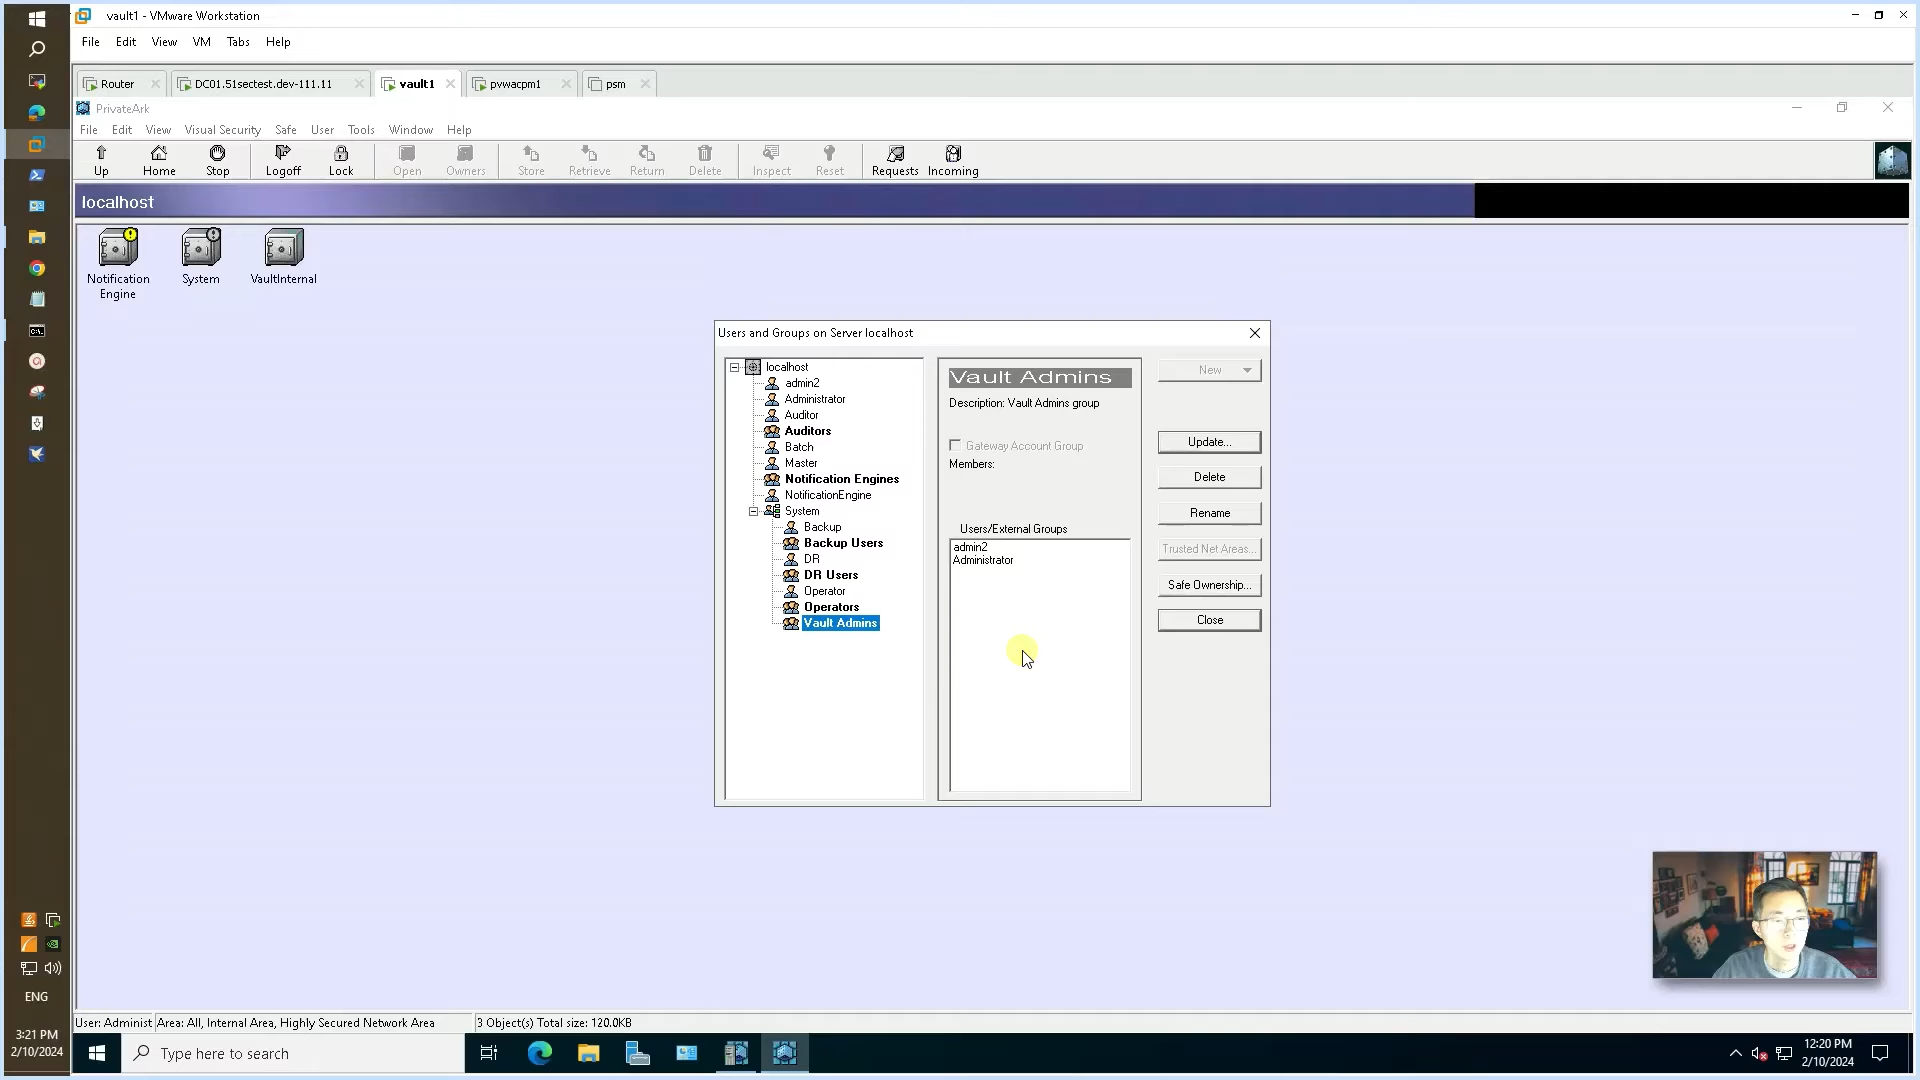 vault1 - VMware Workstation
File Edit View VM Tabs Help
Router DC01.51sectest.dev-111.11 vault1 pvwacpm1 psm
PrivateArk
File Edit View Visual Security Safe User Tools Window Help
Up Home Stop Logoff Lock Open Owners Store Retrieve Return Delete Inspect Reset Requests Incoming
localhost
Notification
Engine
System
VaultInternal
Users and Groups on Server localhost
localhost
admin2
Administrator
Auditor
Auditors
Batch
Master
Notification Engines
NotificationEngine
System
Backup
Backup Users
DR
DR Users
Operator
Operators
Vault Admins
Vault Admins
Description: Vault Admins group
Gateway Account Group
Members:
Users/External Groups
admin2
Administrator
New
Update...
Delete
Rename
Trusted Net Areas...
Safe Ownership...
Close
ENG
3:21 PM
2/10/2024
User: Administ Area: All, Internal Area, Highly Secured Network Area 3 Object(s) Total size: 120.0KB
Type here to search
12:20 PM
2/10/2024